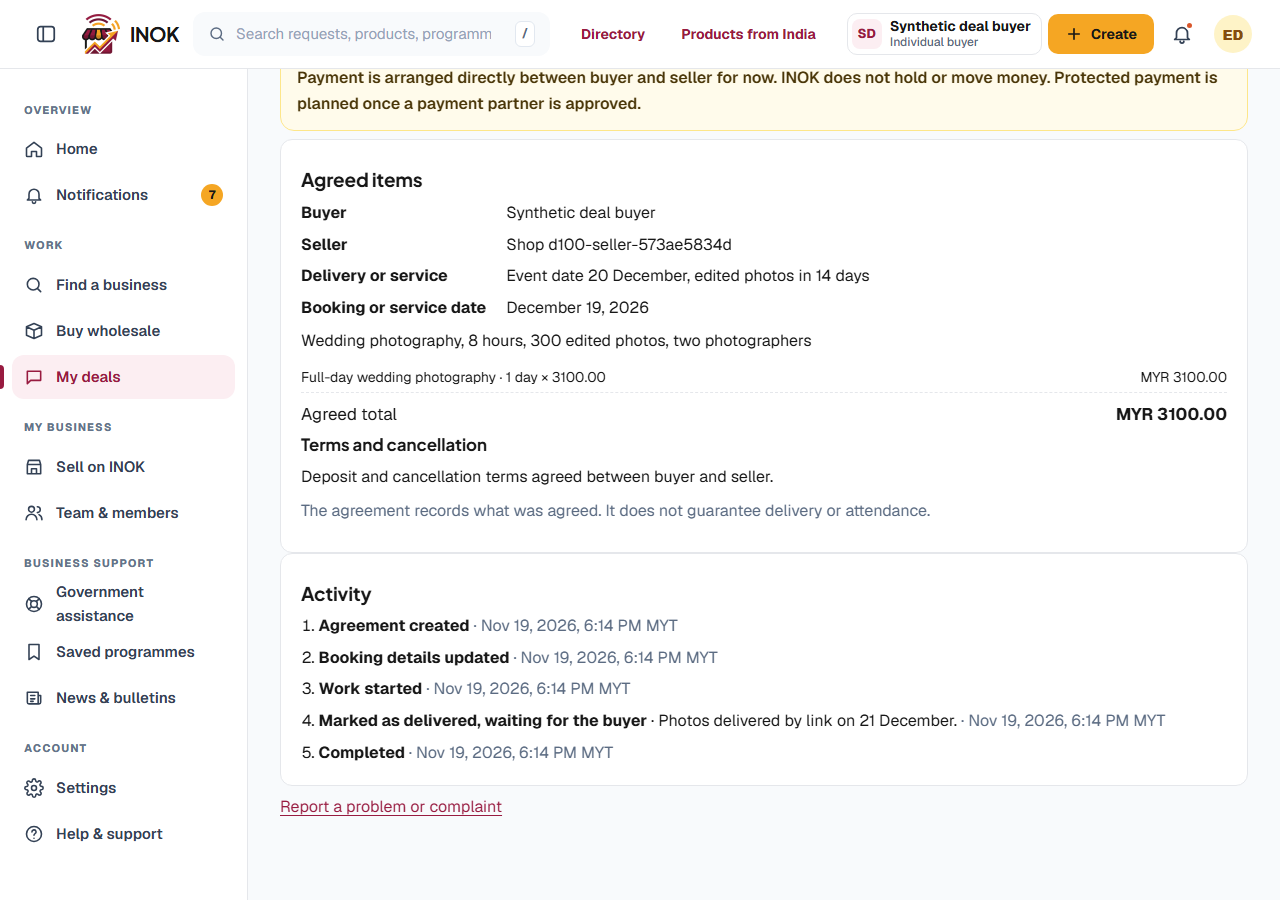 INOK
Search requests, products, programm
/
Directory
Products from India
SD
Synthetic deal buyer
Individual buyer
Create
ED
OVERVIEW
Home
Notifications
7
WORK
Find a business
Buy wholesale
My deals
MY BUSINESS
Sell on INOK
Team & members
BUSINESS SUPPORT
Government
assistance
Saved programmes
News & bulletins
ACCOUNT
Settings
Help & support
Payment is arranged directly between buyer and seller for now. INOK does not hold or move money. Protected payment is
planned once a payment partner is approved.
Agreed items
Buyer Synthetic deal buyer
Seller Shop d100-seller-573ae5834d
Delivery or service Event date 20 December, edited photos in 14 days
Booking or service date December 19, 2026
Wedding photography, 8 hours, 300 edited photos, two photographers
Full-day wedding photography · 1 day × 3100.00 MYR 3100.00
Agreed total MYR 3100.00
Terms and cancellation
Deposit and cancellation terms agreed between buyer and seller.
The agreement records what was agreed. It does not guarantee delivery or attendance.
Activity
1. Agreement created · Nov 19, 2026, 6:14 PM MYT
2. Booking details updated · Nov 19, 2026, 6:14 PM MYT
3. Work started · Nov 19, 2026, 6:14 PM MYT
4. Marked as delivered, waiting for the buyer · Photos delivered by link on 21 December. · Nov 19, 2026, 6:14 PM MYT
5. Completed · Nov 19, 2026, 6:14 PM MYT
Report a problem or complaint